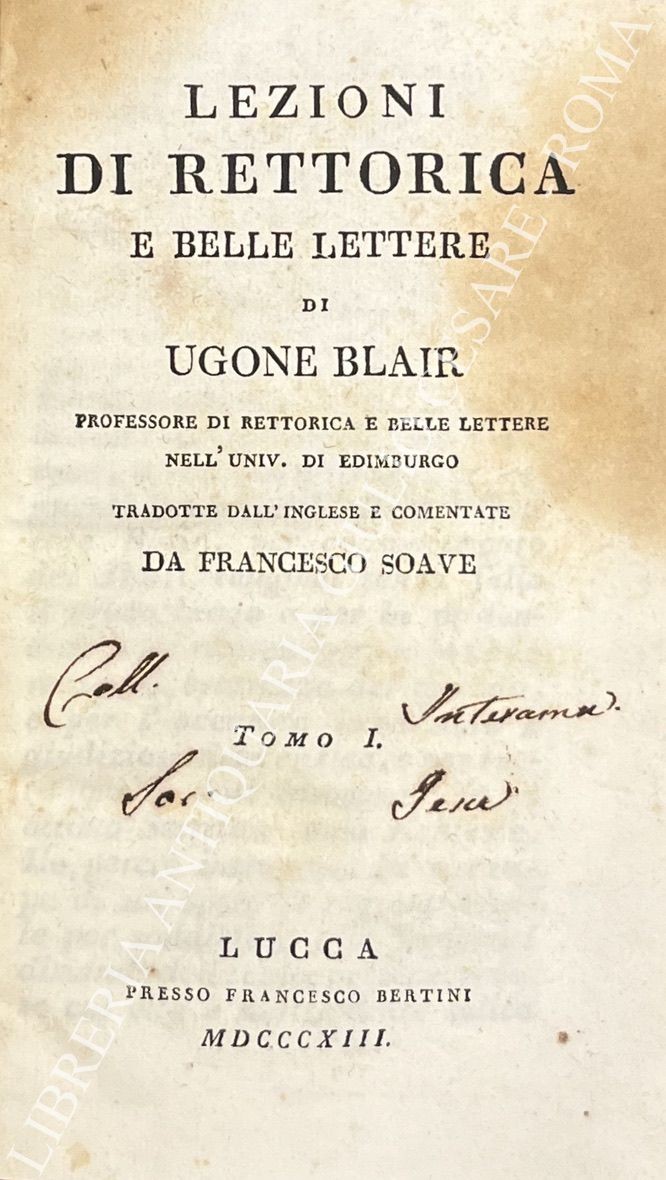 LEZIONI
DI RETTORICA
E BELLE LETTERE
DI
UGONE BLAIR
PROFESSORE DI RETTORICA E BELLE LETTERE
NELL' UNIV. DI EDIMBURGO
TRADOTTE DALL' INGLESE E COMENTATE
DA FRANCESCO SOAVE
Coll. Interamn.
TOMO I.
Soc. Jesu
LUCCA
PRESSO FRANCESCO BERTINI
MDCCCXIII.
LIBRERIA ANTIQUARIA GIULIO CESARE ROMA